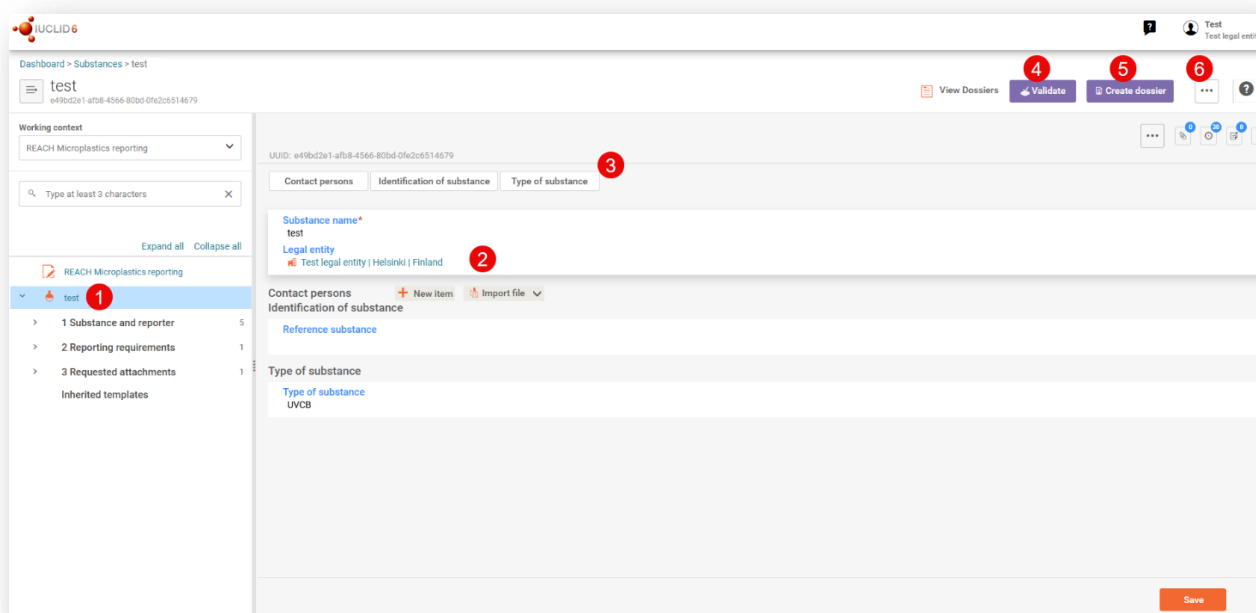 IUCLID 6
?
Test
Test legal enti
Dashboard > Substances > test
4
5
6
test
e49bd2e1-afb8-4566-80bd-0fe2c6514679
View Dossiers
Validate
Create dossier
...
?
Working context
REACH Microplastics reporting
...
0
30
0
UUID: e49bd2e1-afb8-4566-80bd-0fe2c6514679
3
Contact persons
Identification of substance
Type of substance
Type at least 3 characters
Substance name*
test
Expand all Collapse all
Legal entity
2
Test legal entity | Helsinki | Finland
REACH Microplastics reporting
Contact persons
New item
Import file
test
1
Identification of substance
1 Substance and reporter 5
Reference substance
2 Reporting requirements 1
3 Requested attachments 1
Type of substance
Inherited templates
Type of substance
UVCB
Save